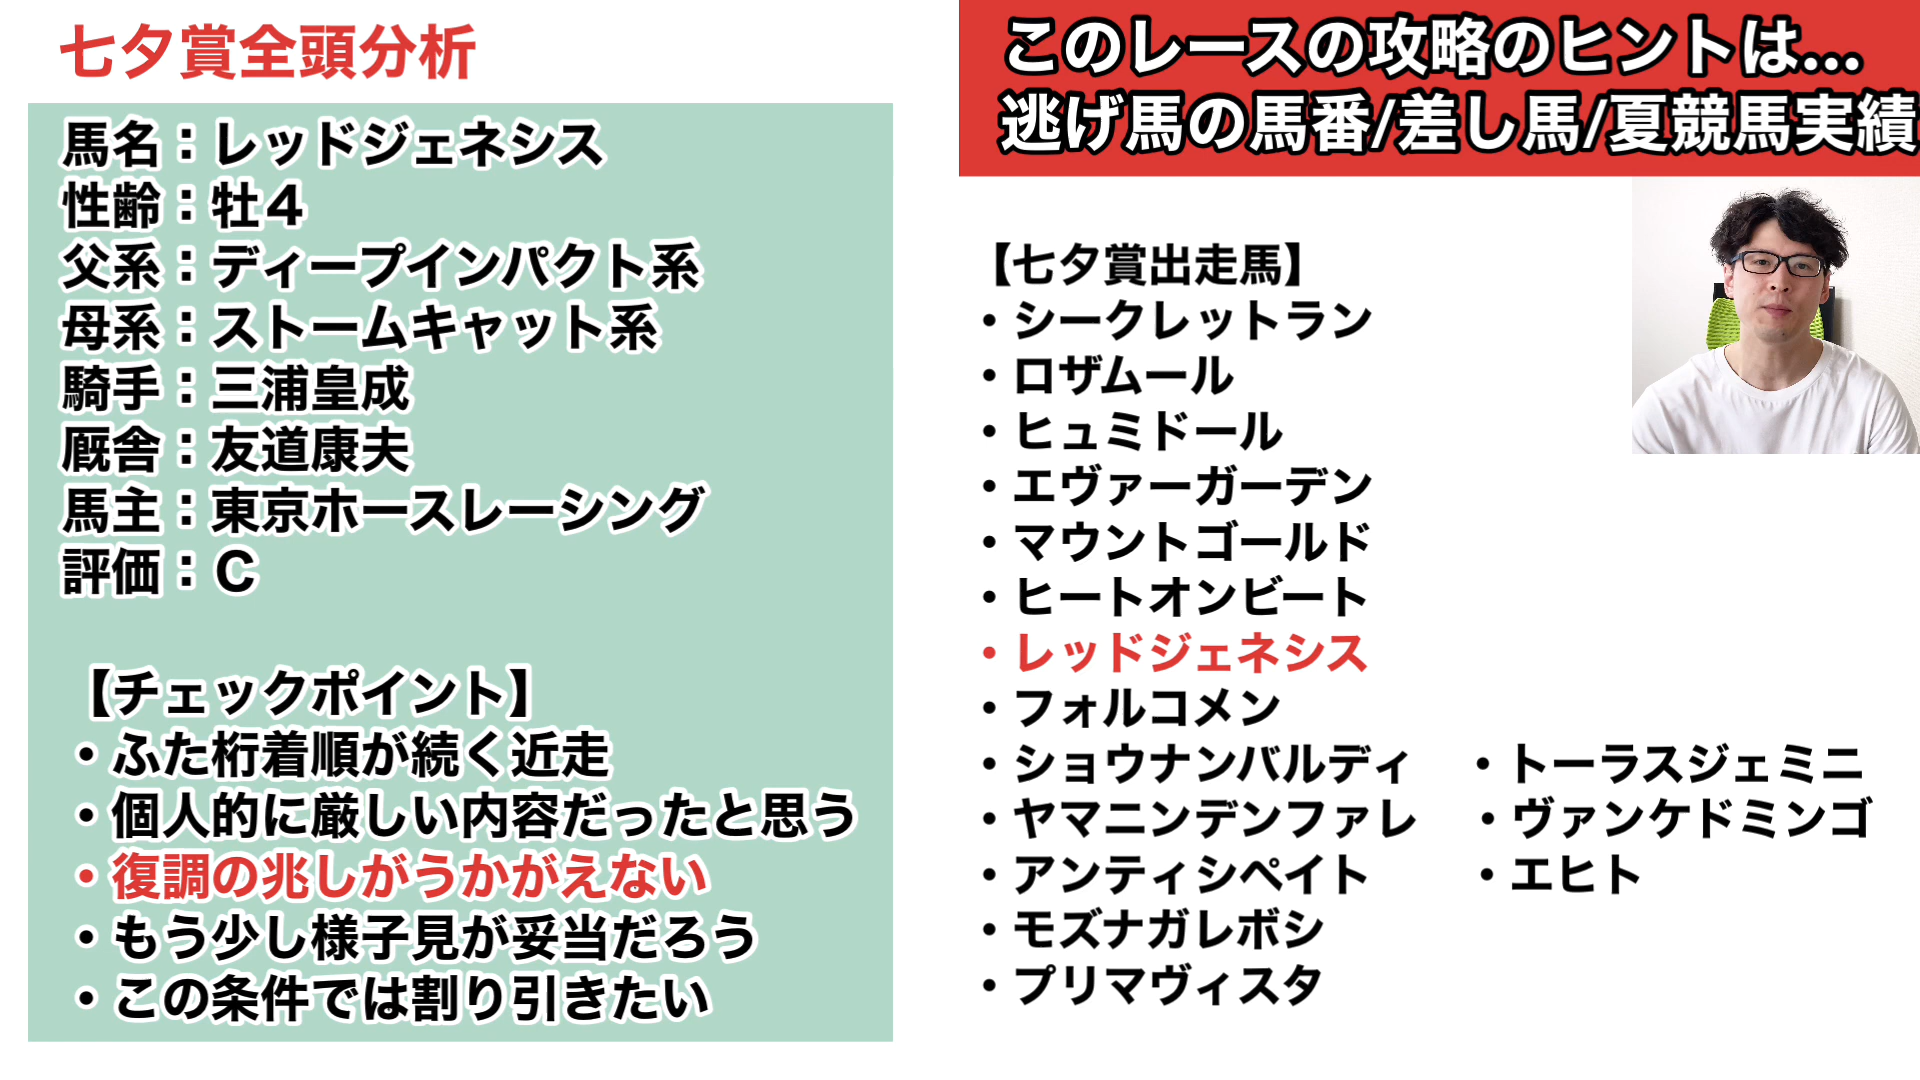 七夕賞全頭分析
馬名：レッドジェネシス
性齢：牡４
父系：ディープインパクト系
母系：ストームキャット系
騎手：三浦皇成
厩舎：友道康夫
馬主：東京ホースレーシング
評価：Ｃ
【チェックポイント】
・ふた桁着順が続く近走
・個人的に厳しい内容だったと思う
・復調の兆しがうかがえない
・もう少し様子見が妥当だろう
・この条件では割り引きたい
このレースの攻略のヒントは…
逃げ馬の馬番/差し馬/夏競馬実績
【七夕賞出走馬】
・シークレットラン
・ロザムール
・ヒュミドール
・エヴァーガーデン
・マウントゴールド
・ヒートオンビート
・レッドジェネシス
・フォルコメン
・ショウナンバルディ　・トーラスジェミニ
・ヤマニンデンファレ　・ヴァンケドミンゴ
・アンティシペイト　・エヒト
・モズナガレボシ
・プリマヴィスタ